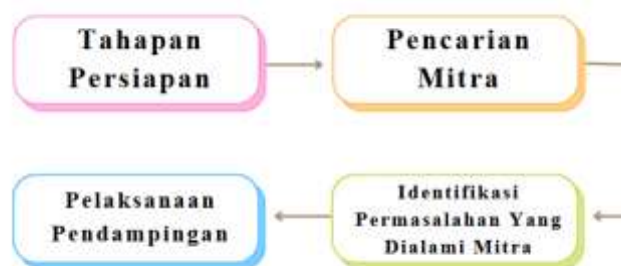 Tahapan
Persiapan
Pencarian
Mitra
Identifikasi
Permasalahan Yang
Dialami Mitra
Pelaksanaan
Pendampingan